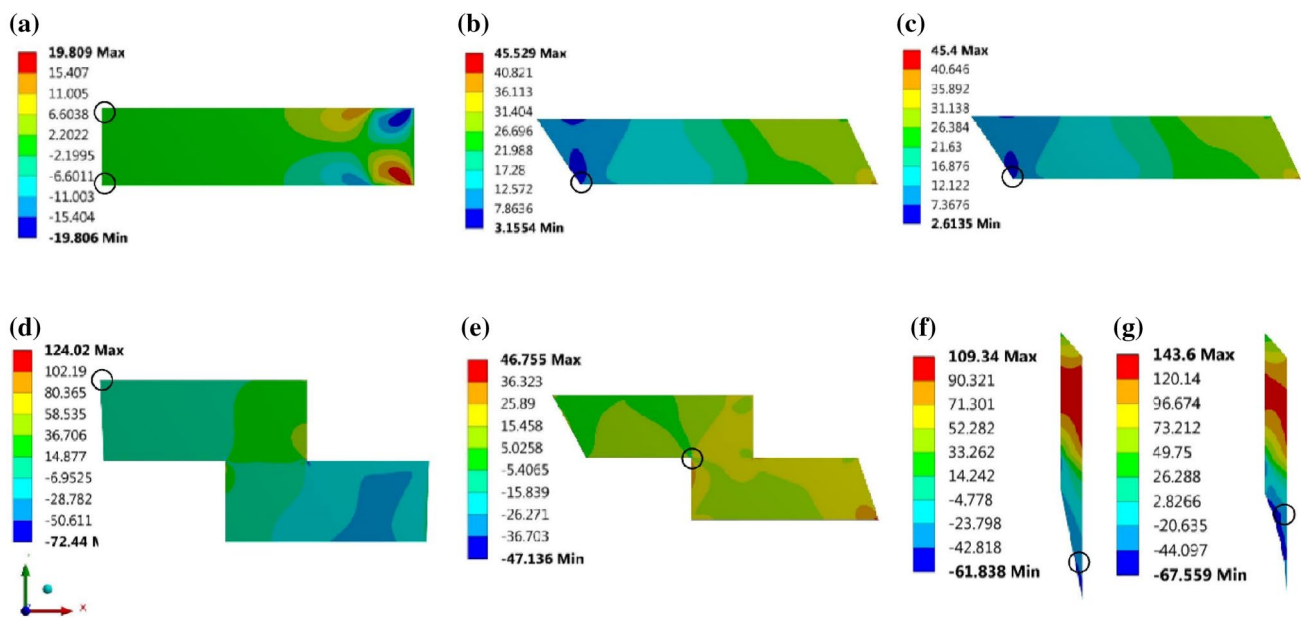 (a)
19.809 Max
15.407
11.005
6.6038
2.2022
-2.1995
-6.6011
-11.003
-15.404
-19.806 Min
(b)
45.529 Max
40.821
36.113
31.404
26.696
21.988
17.28
12.572
7.8636
3.1554 Min
(c)
45.4 Max
40.646
35.892
31.138
26.384
21.63
16.876
12.122
7.3676
2.6135 Min
(d)
124.02 Max
102.19
80.365
58.535
36.706
14.877
-6.9525
-28.782
-50.611
-72.44 M
X
(e)
46.755 Max
36.323
25.89
15.458
5.0258
-5.4065
-15.839
-26.271
-36.703
-47.136 Min
(f)
109.34 Max
90.321
71.301
52.282
33.262
14.242
-4.778
-23.798
-42.818
-61.838 Min
(g)
143.6 Max
120.14
96.674
73.212
49.75
26.288
2.8266
-20.635
-44.097
-67.559 Min